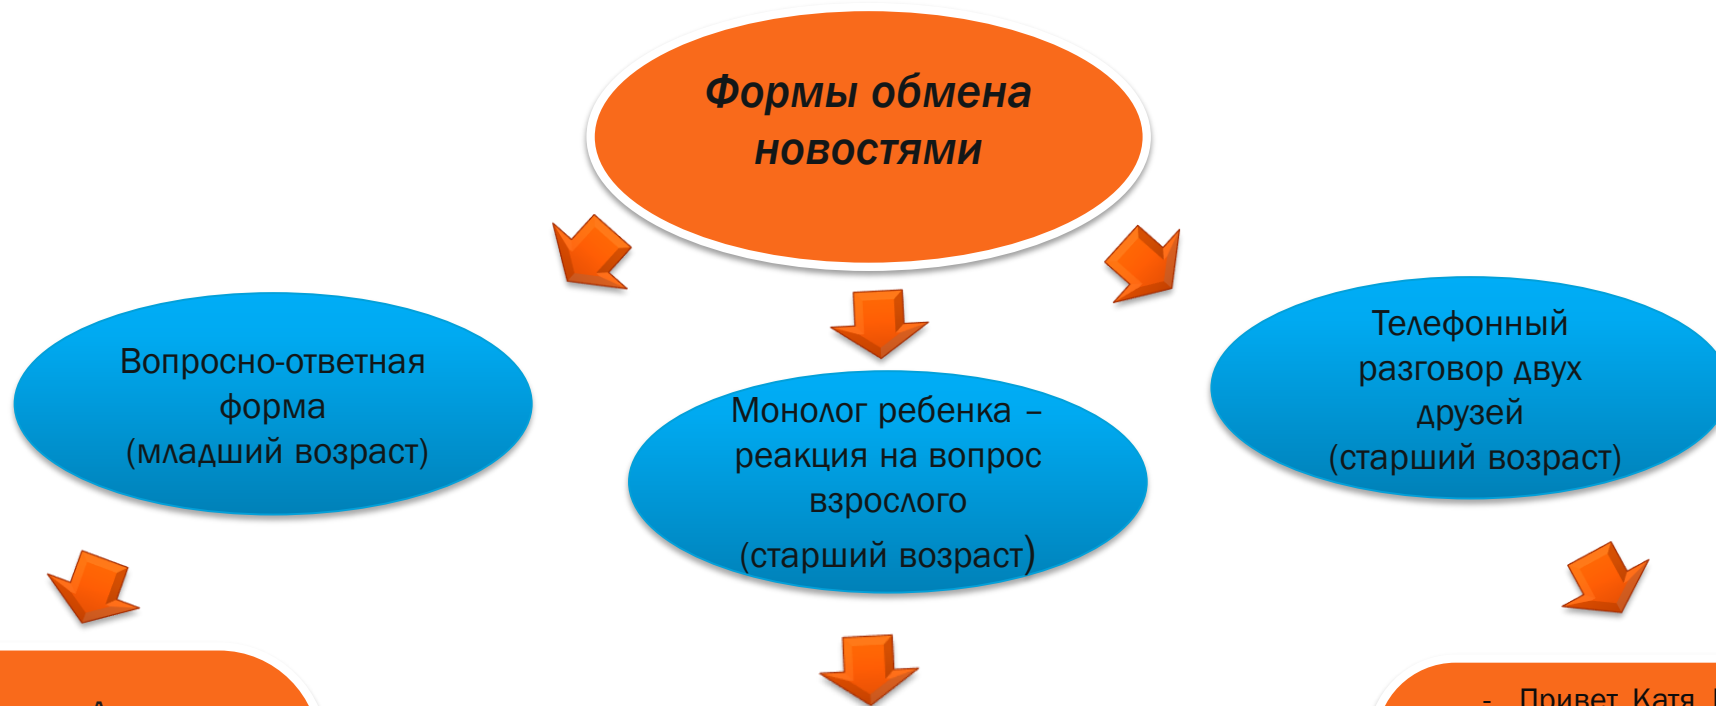 Формы обмена
новостями
Вопросно-ответная
форма
(младший возраст)
Монолог ребенка –
реакция на вопрос
взрослого
(старший возраст)
Телефонный
разговор двух
друзей
(старший возраст)
- Привет, Катя.